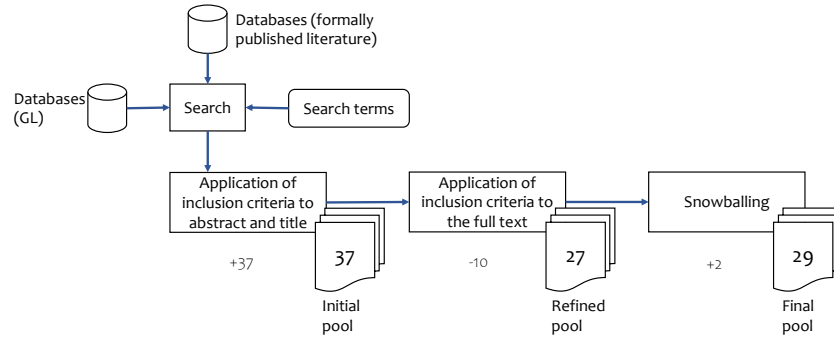 Databases (formally
published literature)
Databases
(GL)
Search
Search terms
Application of
inclusion criteria to
abstract and title
Application of
inclusion criteria to
the full text
Snowballing
37
27
29
+37
-10
+2
Initial
pool
Refined
pool
Final
pool